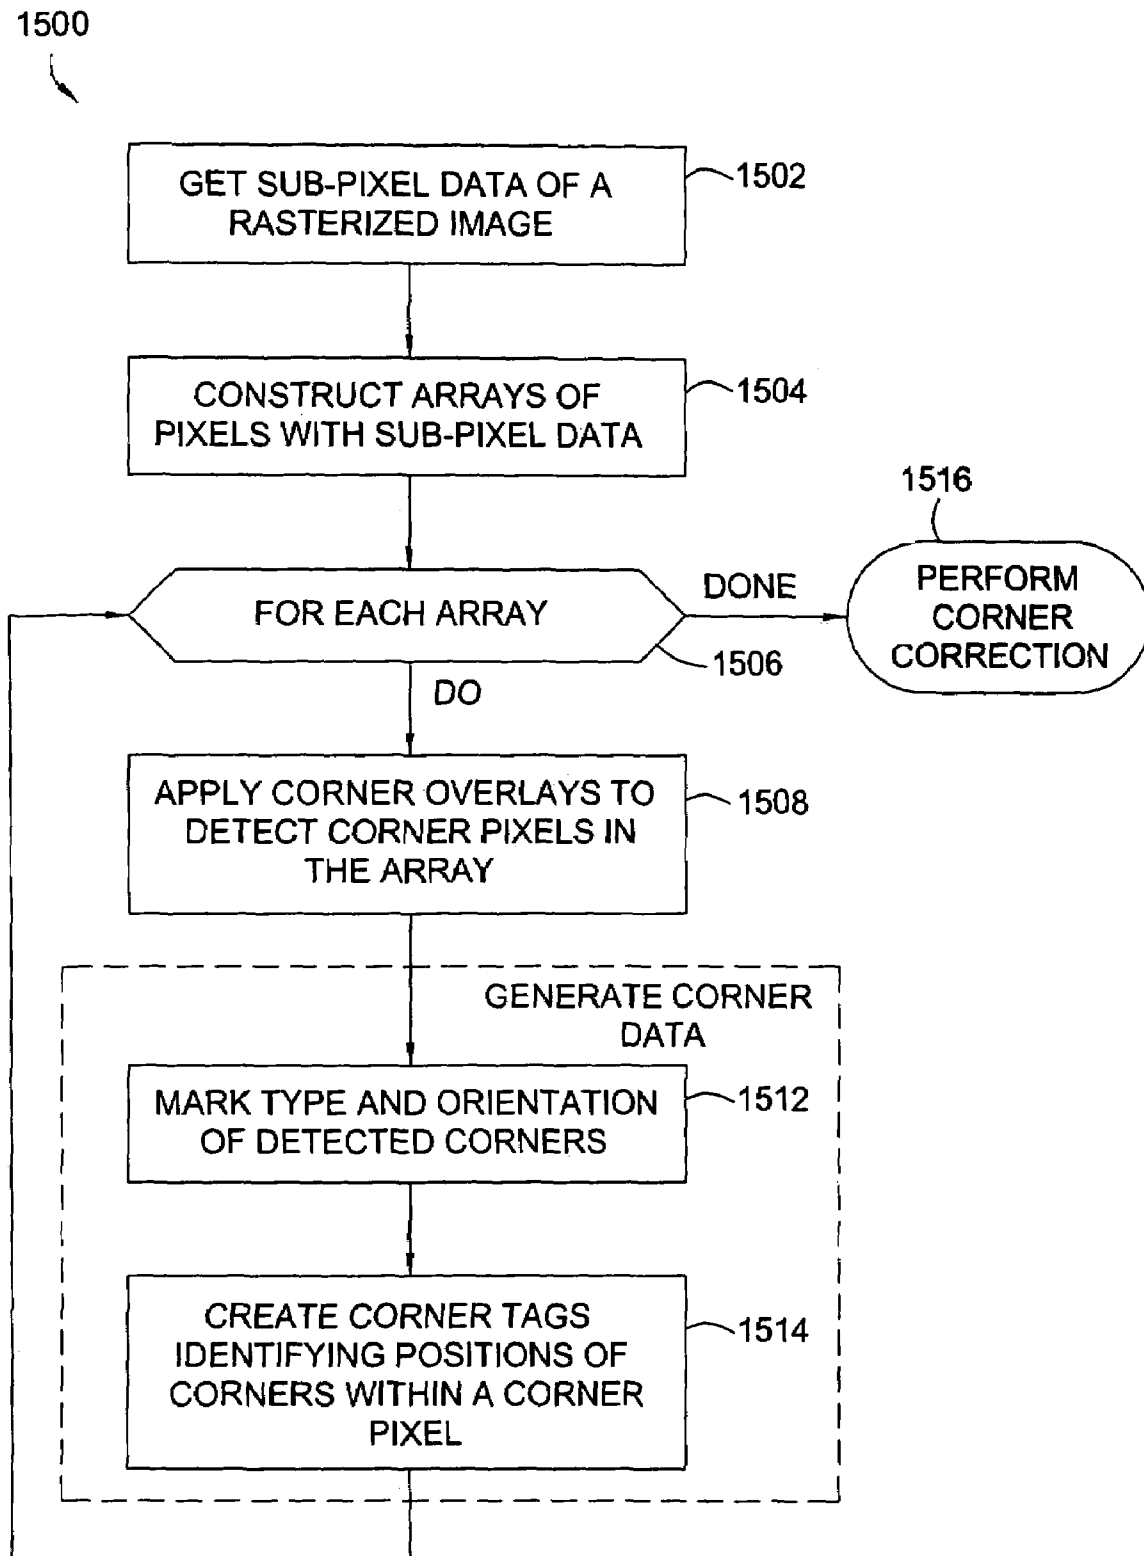 1500
GET SUB-PIXEL DATA OF A
RASTERIZED IMAGE
1502
CONSTRUCT ARRAYS OF
PIXELS WITH SUB-PIXEL DATA
1504
FOR EACH ARRAY
1506
DONE
1516
PERFORM
CORNER
CORRECTION
DO
APPLY CORNER OVERLAYS TO
DETECT CORNER PIXELS IN
THE ARRAY
1508
GENERATE CORNER
DATA
MARK TYPE AND ORIENTATION
OF DETECTED CORNERS
1512
CREATE CORNER TAGS
IDENTIFYING POSITIONS OF
CORNERS WITHIN A CORNER
PIXEL
1514